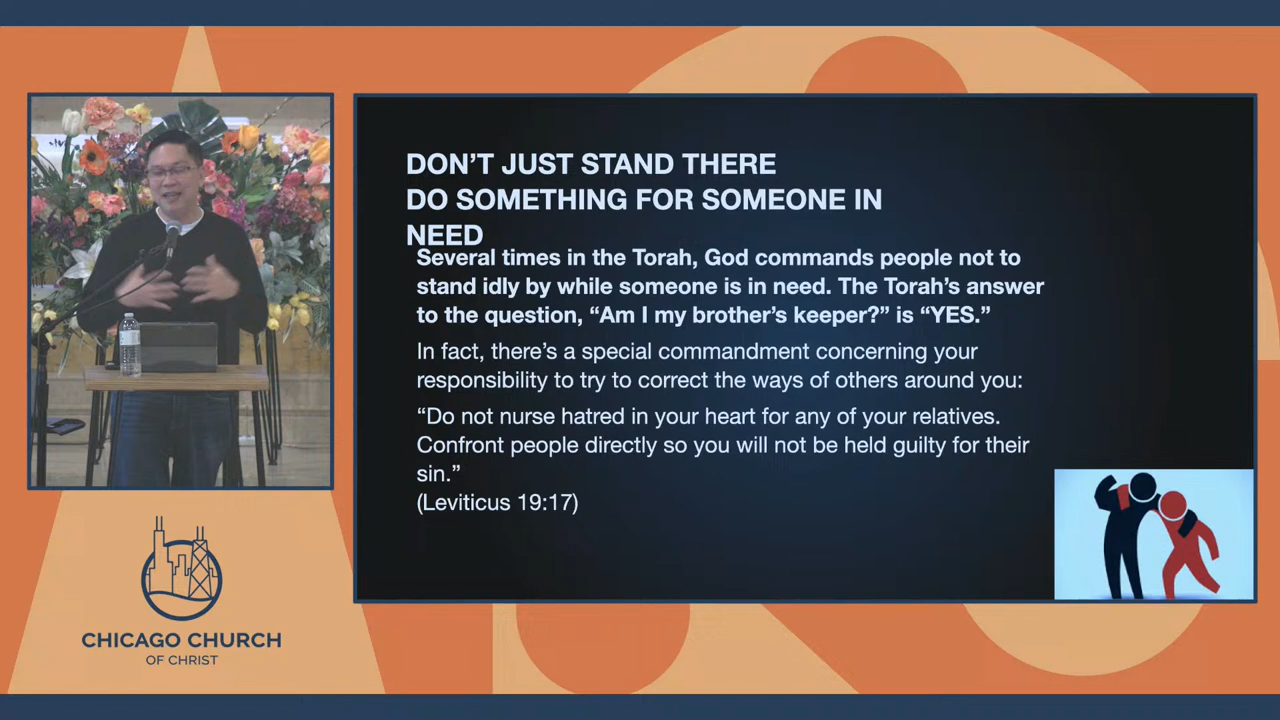 DON’T JUST STAND THERE
DO SOMETHING FOR SOMEONE IN
NEED
Several times in the Torah, God commands people not to
stand idly by while someone is in need. The Torah’s answer
to the question, “Am I my brother’s keeper?” is “YES.”
In fact, there’s a special commandment concerning your
responsibility to try to correct the ways of others around you:
“Do not nurse hatred in your heart for any of your relatives.
Confront people directly so you will not be held guilty for their
sin.”
(Leviticus 19:17)
CHICAGO CHURCH
OF CHRIST